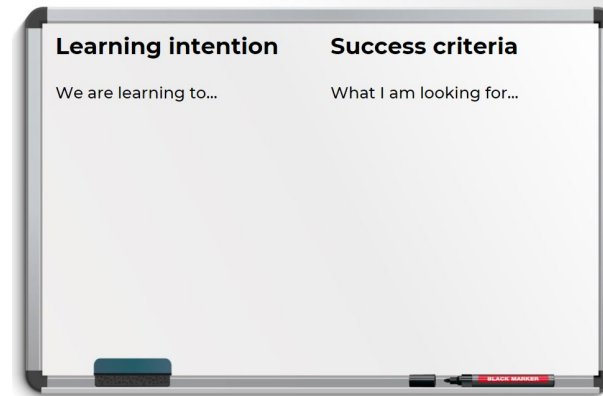 Learning intention
We are learning to...
Success criteria
What I am looking for...
BLACK MARKER